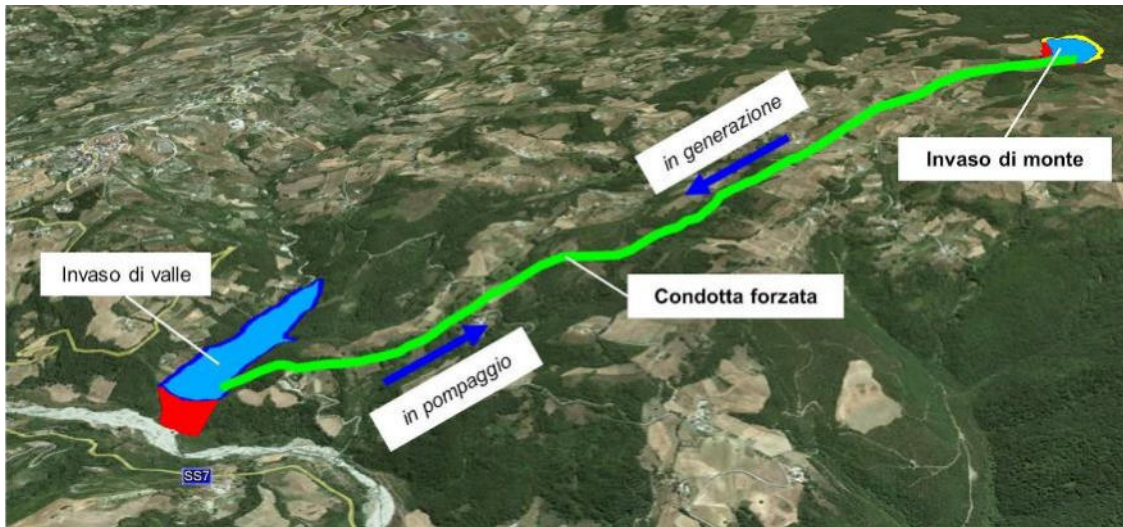 in generazione
Invaso di monte
Invaso di valle
Condotta forzata
in pompaggio
SS7